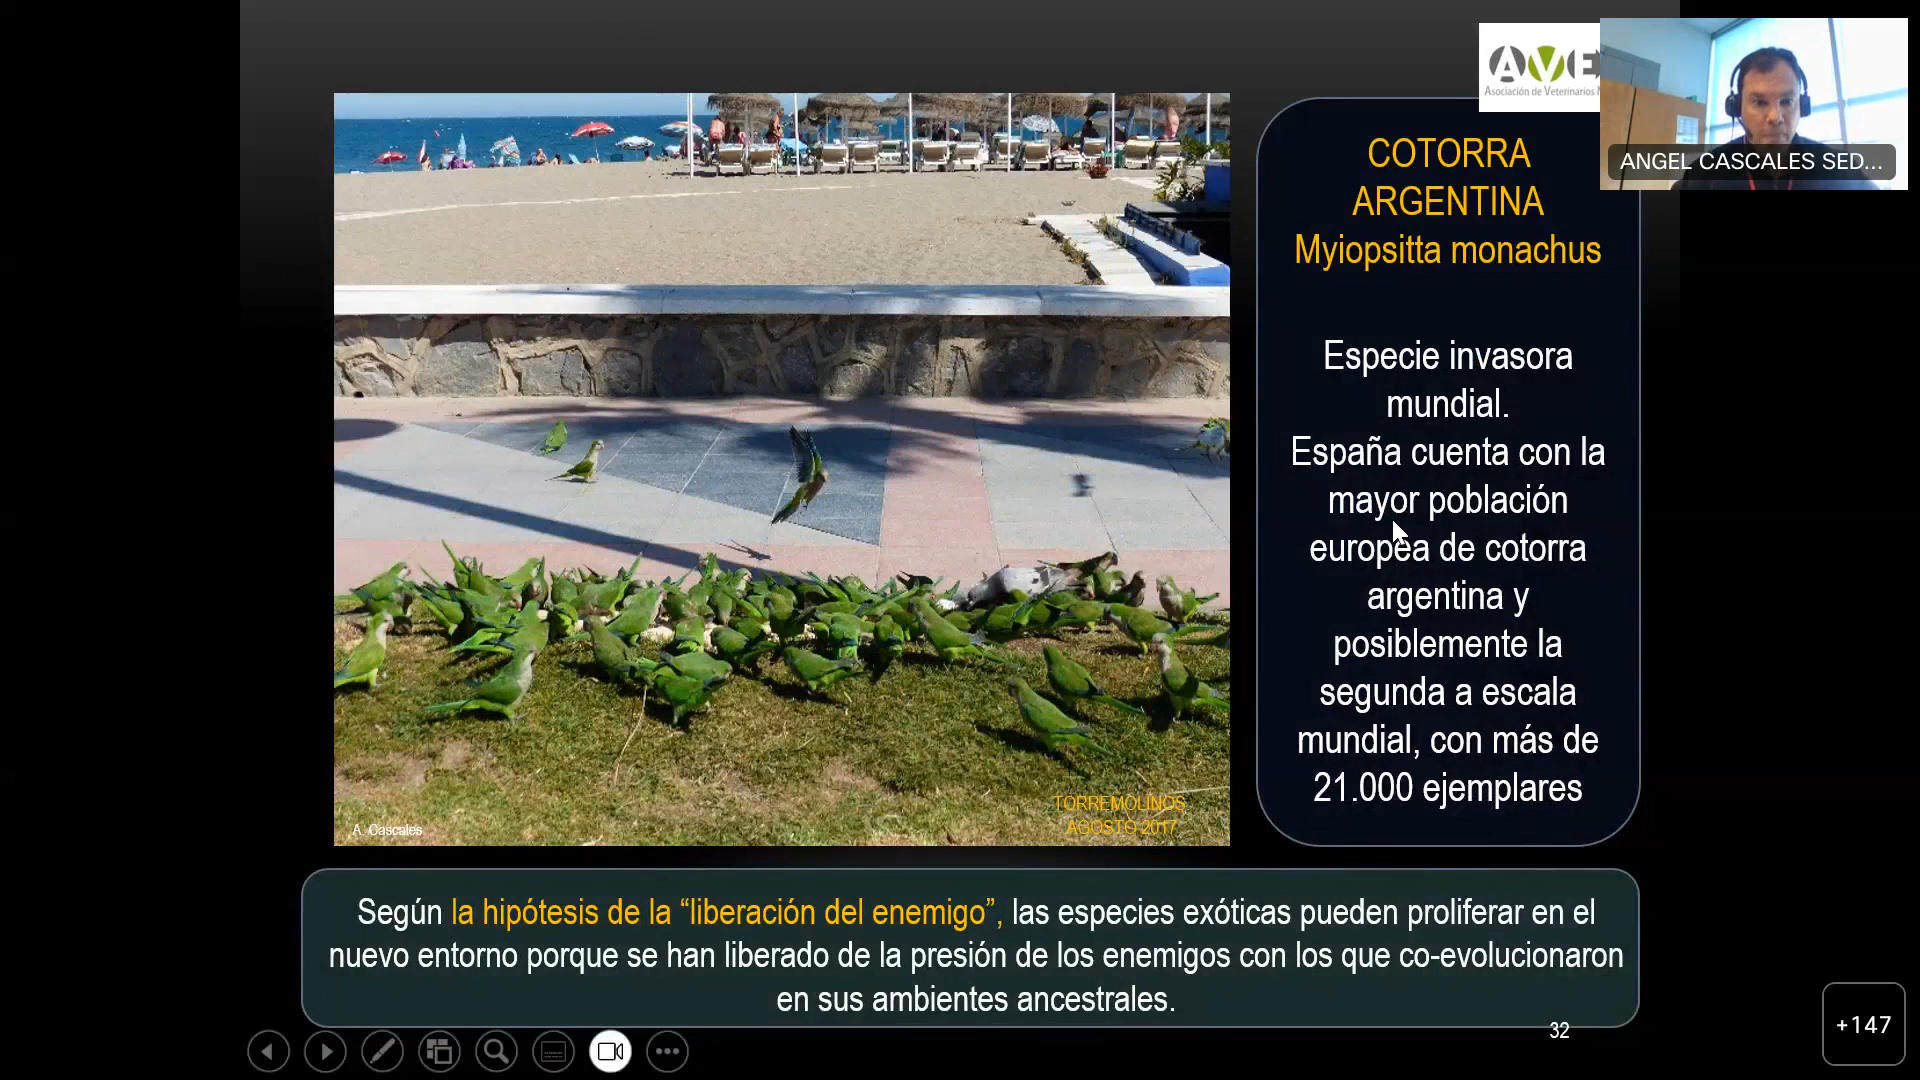 AVE
Asociación de Veterinarios
ANGEL CASCALES SED...
COTORRA
ARGENTINA
Myiopsitta monachus
Especie invasora
mundial.
España cuenta con la
mayor población
europea de cotorra
argentina y
posiblemente la
segunda a escala
mundial, con más de
21.000 ejemplares
TORREMOLINOS
AGOSTO 2017
A. Cascales
Según la hipótesis de la “liberación del enemigo”, las especies exóticas pueden proliferar en el
nuevo entorno porque se han liberado de la presión de los enemigos con los que co-evolucionaron
en sus ambientes ancestrales.
32
+147